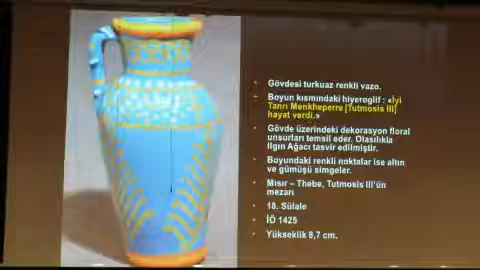 Gövdesi turkuaz renkli vazo.
Boyun kısmındaki hiyeroglif : «İyi
Tanrı Menkheperre [Tutmosis III]
hayat verdi.»
Gövde üzerindeki dekorasyon floral
unsurları temsil eder. Olasılıkla
Ilgın Ağacı tasvir edilmiştir.
Boyundaki renkli noktalar ise altın
ve gümüşü simgeler.
Mısır – Thebe, Tutmosis III'ün
mezarı
18. Sülale
İÖ 1425
Yükseklik 8,7 cm.